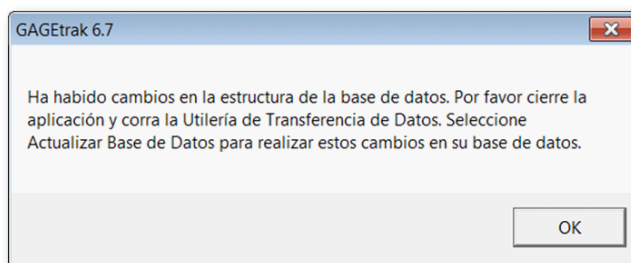 GAGEtrak 6.7
Ha habido cambios en la estructura de la base de datos. Por favor cierre la
aplicación y corra la Utilería de Transferencia de Datos. Seleccione
Actualizar Base de Datos para realizar estos cambios en su base de datos.
OK